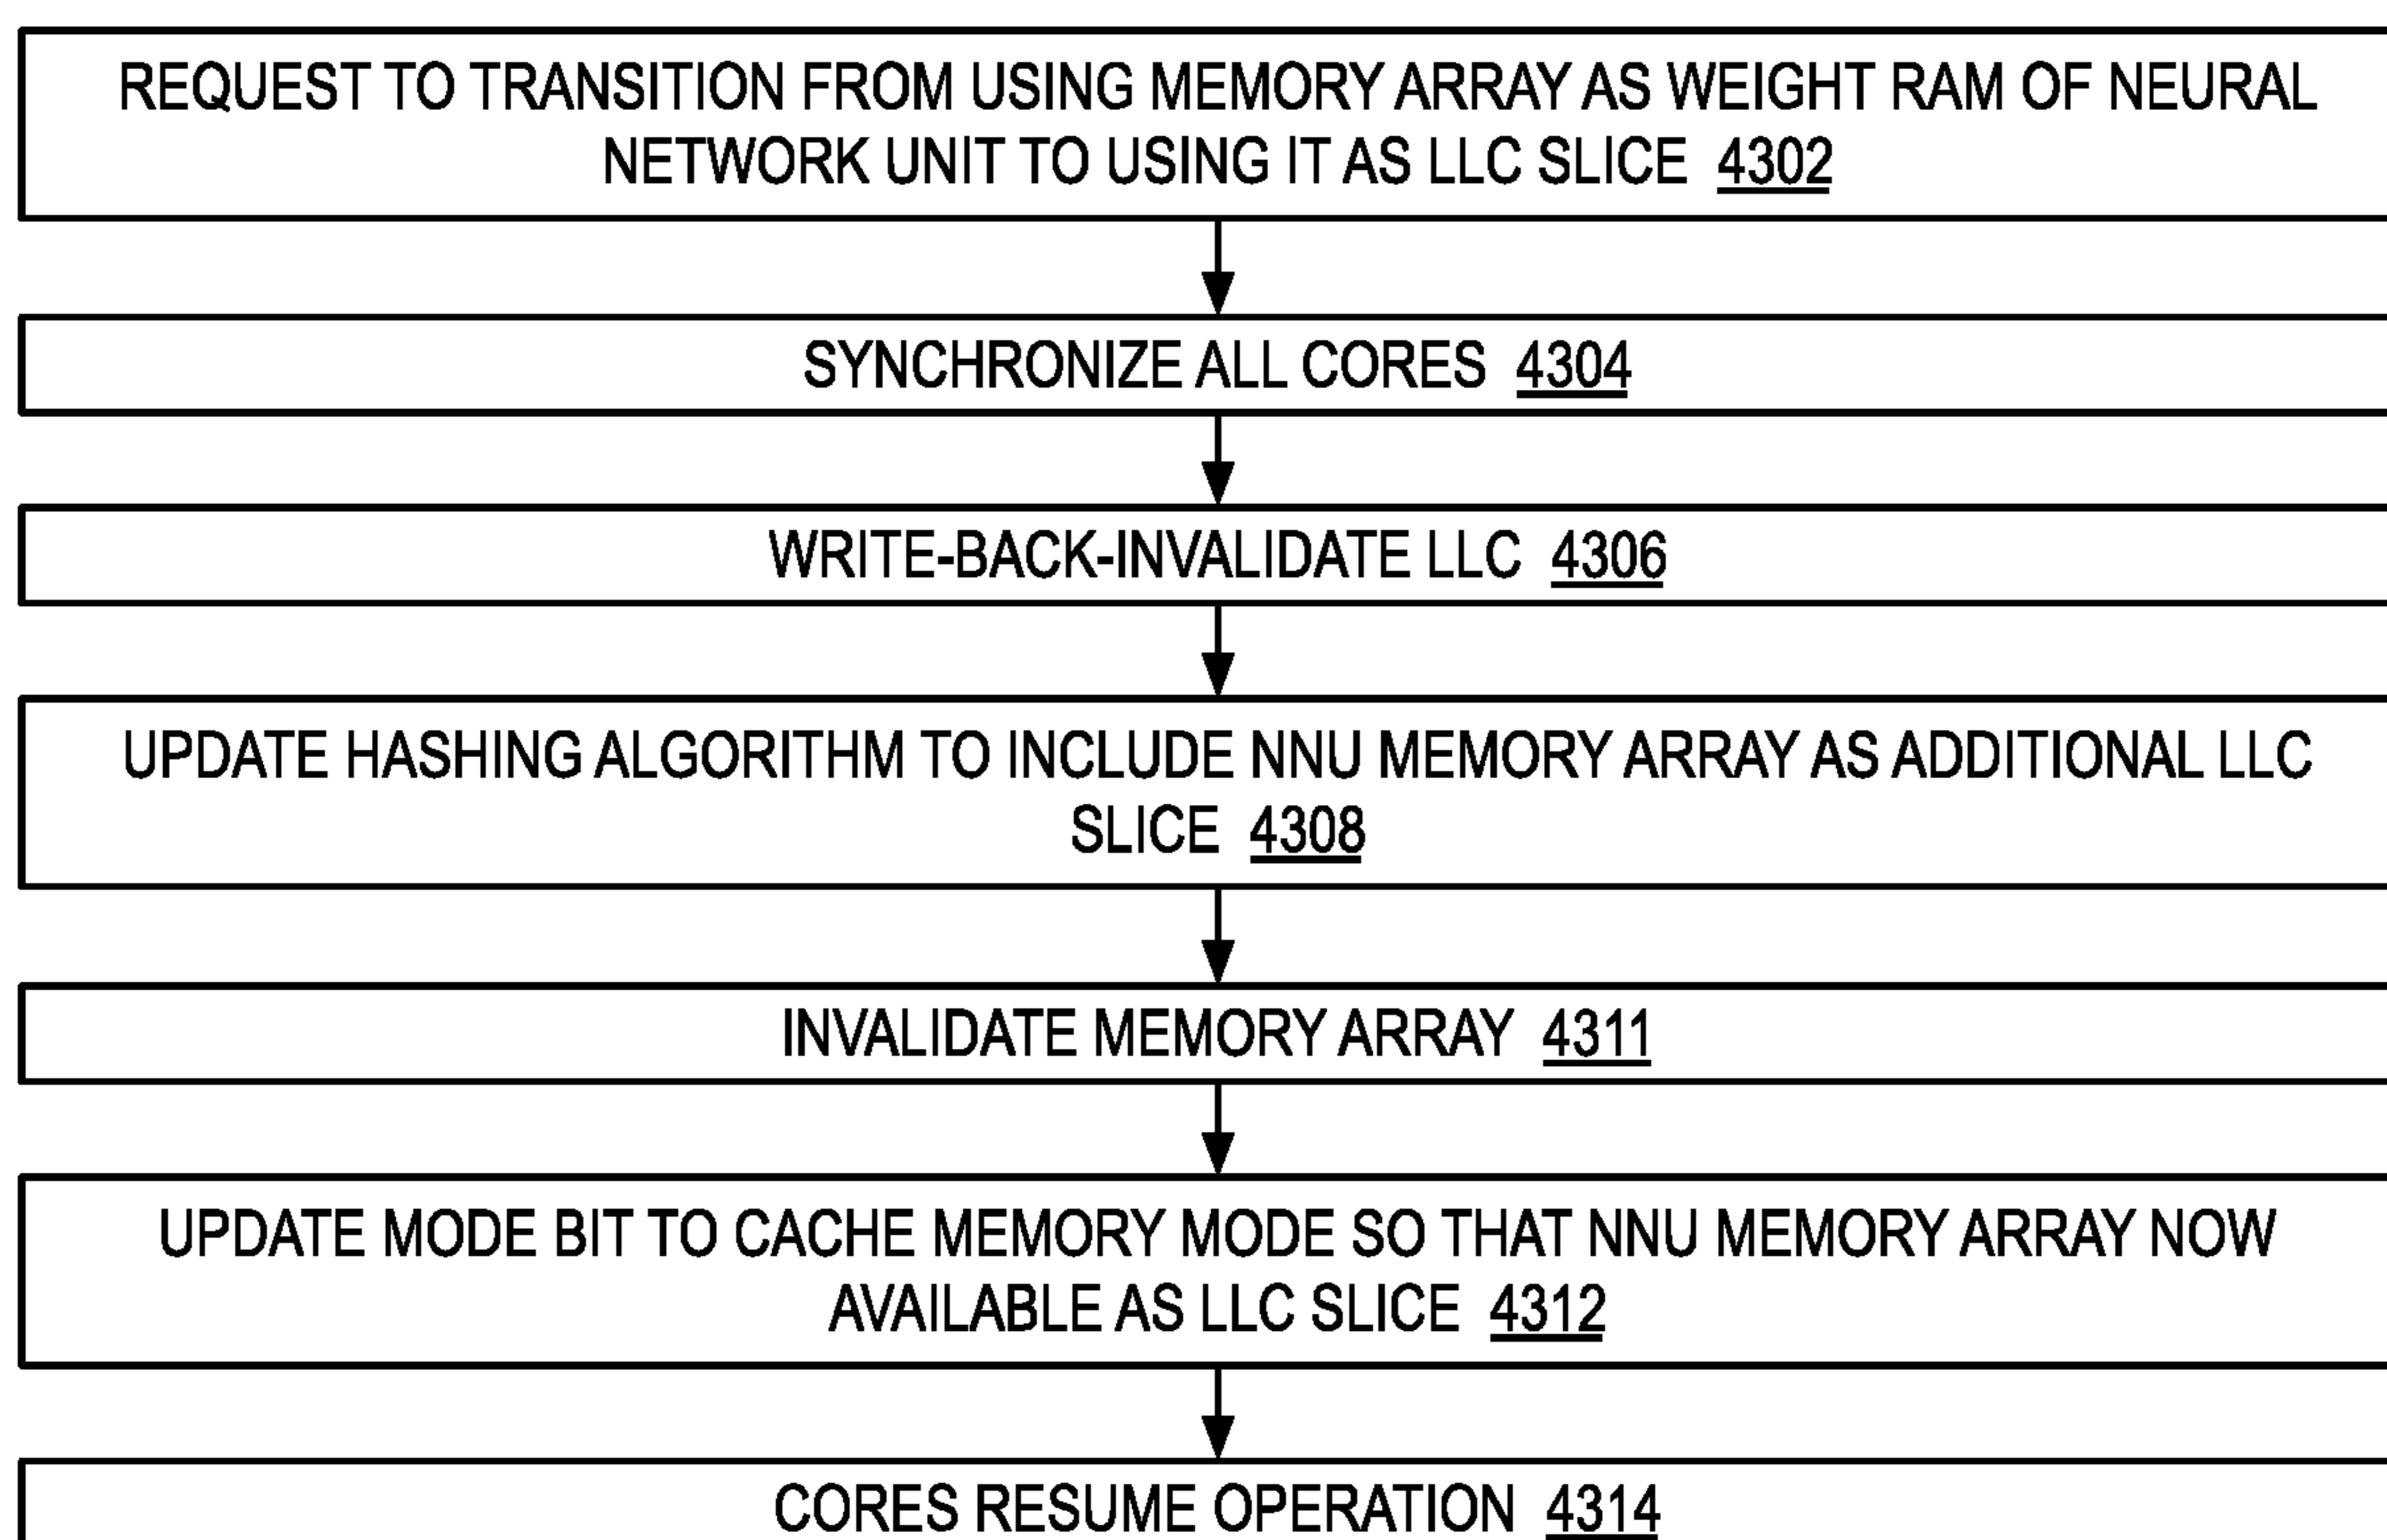 REQUEST TO TRANSITION FROM USING MEMORY ARRAY AS WEIGHT RAM OF NEURAL
NETWORK UNIT TO USING IT AS LLC SLICE 4302
SYNCHRONIZE ALL CORES 4304
WRITE-BACK-INVALIDATE LLC 4306
UPDATE HASHING ALGORITHM TO INCLUDE NNU MEMORY ARRAY AS ADDITIONAL LLC
SLICE 4308
INVALIDATE MEMORY ARRAY 4311
UPDATE MODE BIT TO CACHE MEMORY MODE SO THAT NNU MEMORY ARRAY NOW
AVAILABLE AS LLC SLICE 4312
CORES RESUME OPERATION 4314